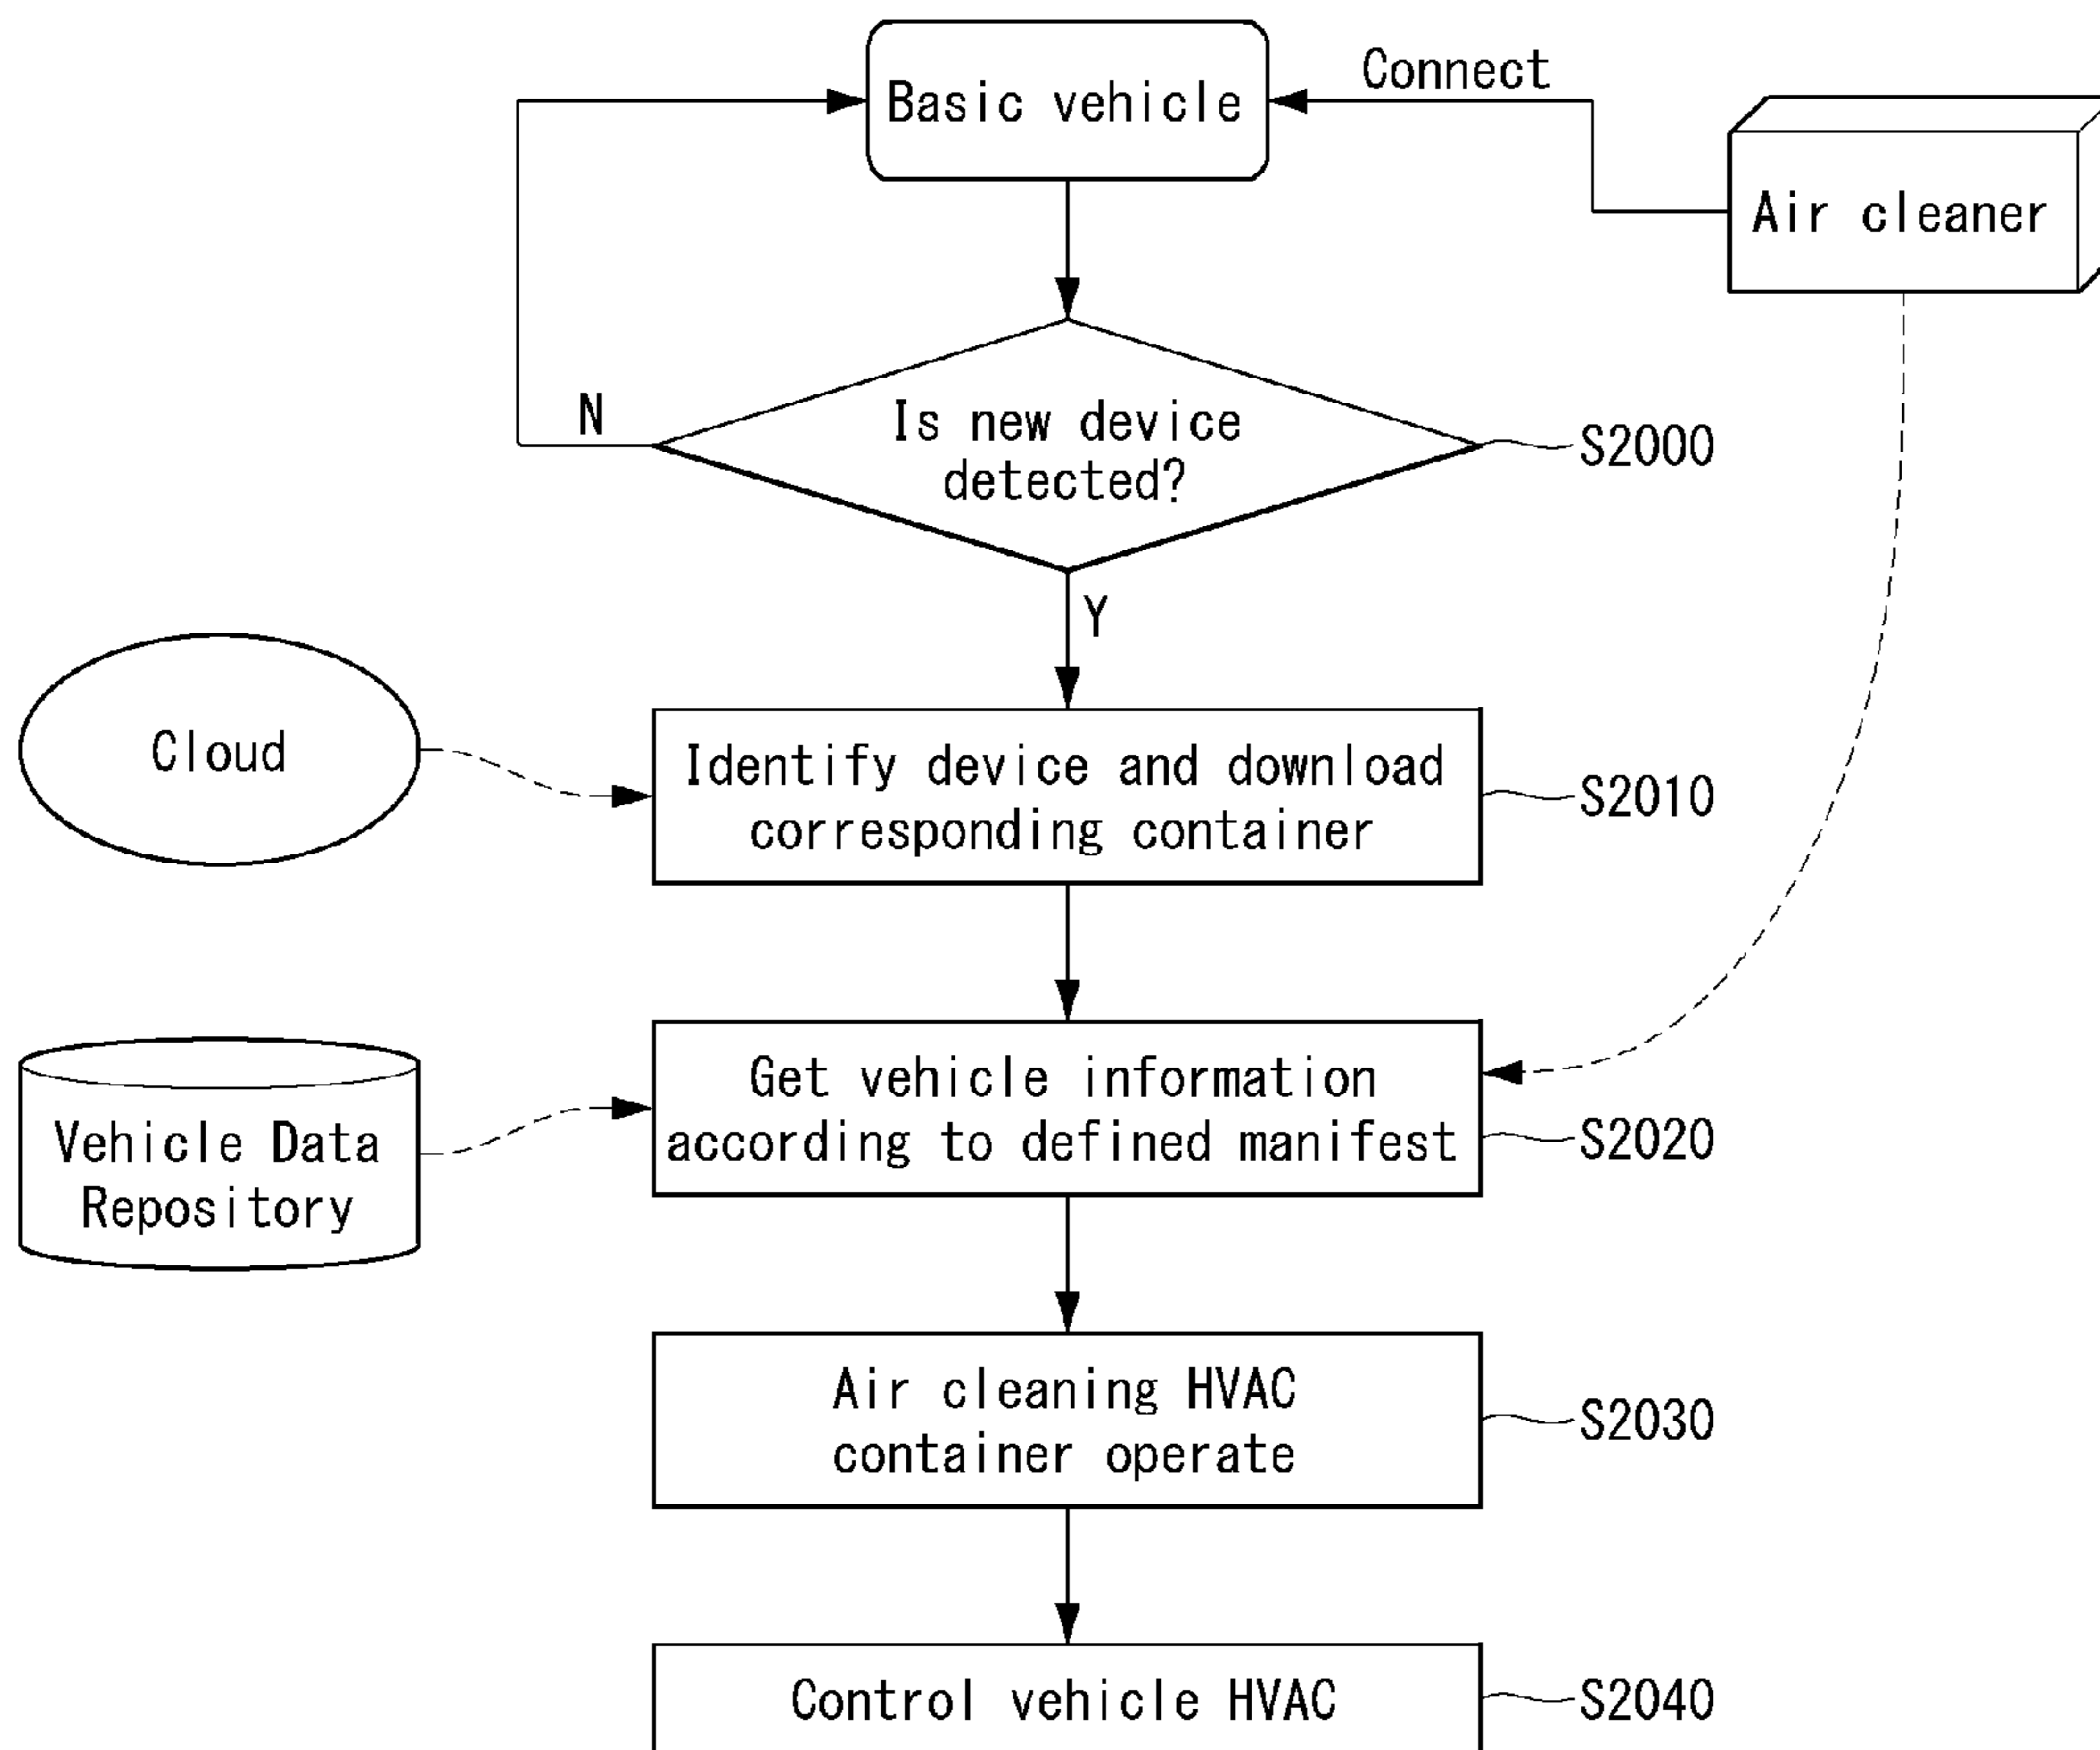 Basic vehicle
Connect
Air cleaner
Is new device
detected?
N
S2000
Y
Cloud
Identify device and download
corresponding container
S2010
Vehicle Data
Repository
Get vehicle information
according to defined manifest
S2020
Air cleaning HVAC
container operate
S2030
Control vehicle HVAC
S2040